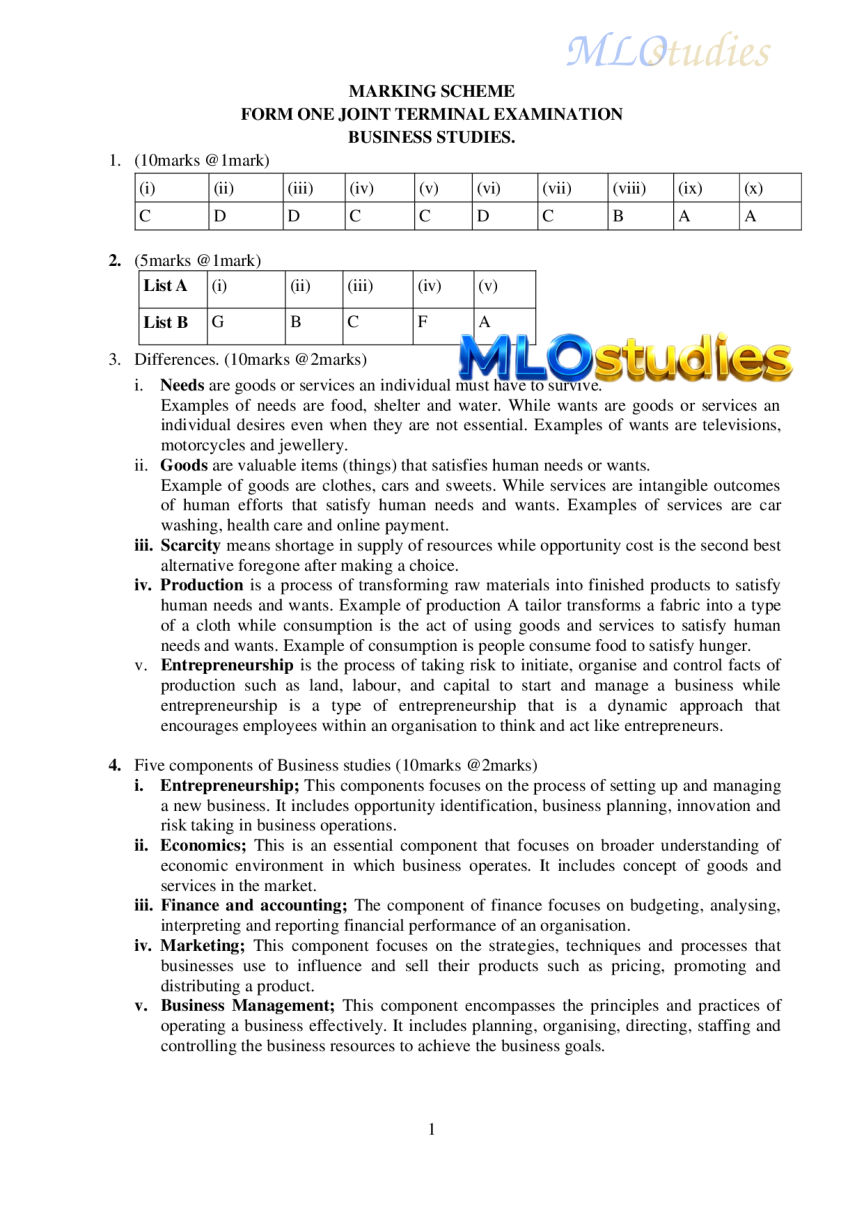 MLOstudies
MARKING SCHEME
FORM ONE JOINT TERMINAL EXAMINATION
BUSINESS STUDIES.
1. (10marks @1mark)
(i) (ii) (iii) (iv) (v) (vi) (vii) (viii) (ix) (x)
C D D C C D C B A A
2. (5marks @1mark)
List A (i) (ii) (iii) (iv) (v)
List B G B C F A
MLOstudies
3. Differences. (10marks @2marks)
i. Needs are goods or services an individual must have to survive.
Examples of needs are food, shelter and water. While wants are goods or services an
individual desires even when they are not essential. Examples of wants are televisions,
motorcycles and jewellery.
ii. Goods are valuable items (things) that satisfies human needs or wants.
Example of goods are clothes, cars and sweets. While services are intangible outcomes
of human efforts that satisfy human needs and wants. Examples of services are car
washing, health care and online payment.
iii. Scarcity means shortage in supply of resources while opportunity cost is the second best
alternative foregone after making a choice.
iv. Production is a process of transforming raw materials into finished products to satisfy
human needs and wants. Example of production A tailor transforms a fabric into a type
of a cloth while consumption is the act of using goods and services to satisfy human
needs and wants. Example of consumption is people consume food to satisfy hunger.
v. Entrepreneurship is the process of taking risk to initiate, organise and control facts of
production such as land, labour, and capital to start and manage a business while
entrepreneurship is a type of entrepreneurship that is a dynamic approach that
encourages employees within an organisation to think and act like entrepreneurs.
4. Five components of Business studies (10marks @2marks)
i. Entrepreneurship; This components focuses on the process of setting up and managing
a new business. It includes opportunity identification, business planning, innovation and
risk taking in business operations.
ii. Economics; This is an essential component that focuses on broader understanding of
economic environment in which business operates. It includes concept of goods and
services in the market.
iii. Finance and accounting; The component of finance focuses on budgeting, analysing,
interpreting and reporting financial performance of an organisation.
iv. Marketing; This component focuses on the strategies, techniques and processes that
businesses use to influence and sell their products such as pricing, promoting and
distributing a product.
v. Business Management; This component encompasses the principles and practices of
operating a business effectively. It includes planning, organising, directing, staffing and
controlling the business resources to achieve the business goals.
1